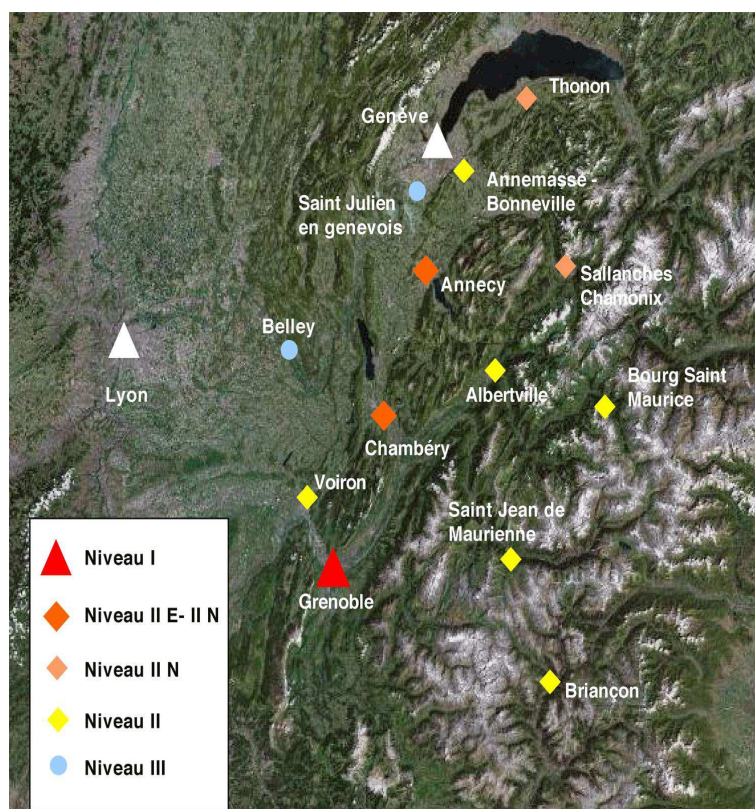 Thonon
Genéve
Annemasse -
Bonneville
Saint Julien
en genevois
Annecy
Sallanches
Chamonix
Belley
Lyon
Albertville
Bourg Saint
Maurice
Chambéry
Voiron
Saint Jean de
Maurienne
Grenoble
Briançon
Niveau I
Niveau II E- II N
Niveau II N
Niveau II
Niveau III